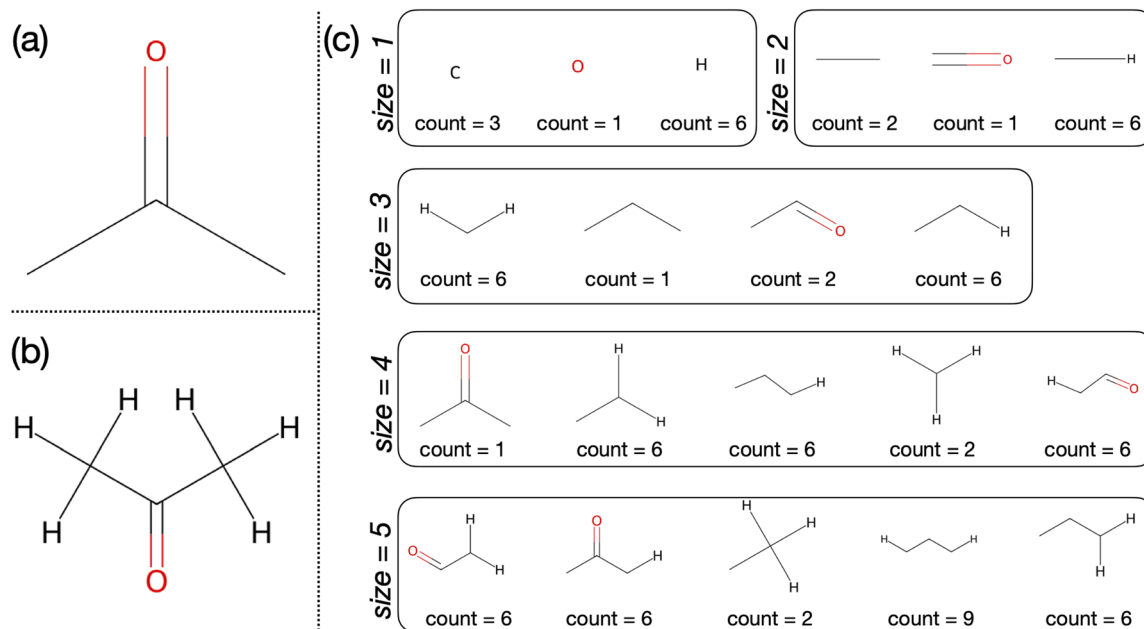 (a)
O
(b)
H H H H
H H
O
(c)
size = 1
C O H
count = 3 count = 1 count = 6
size = 2
O H
count = 2 count = 1 count = 6
size = 3
H H O H
count = 6 count = 1 count = 2 count = 6
size = 4
O H H H H H H O
H
count = 1 count = 6 count = 6 count = 2 count = 6
size = 5
O H H O H H H H H H H H
count = 6 count = 6 count = 2 count = 9 count = 6